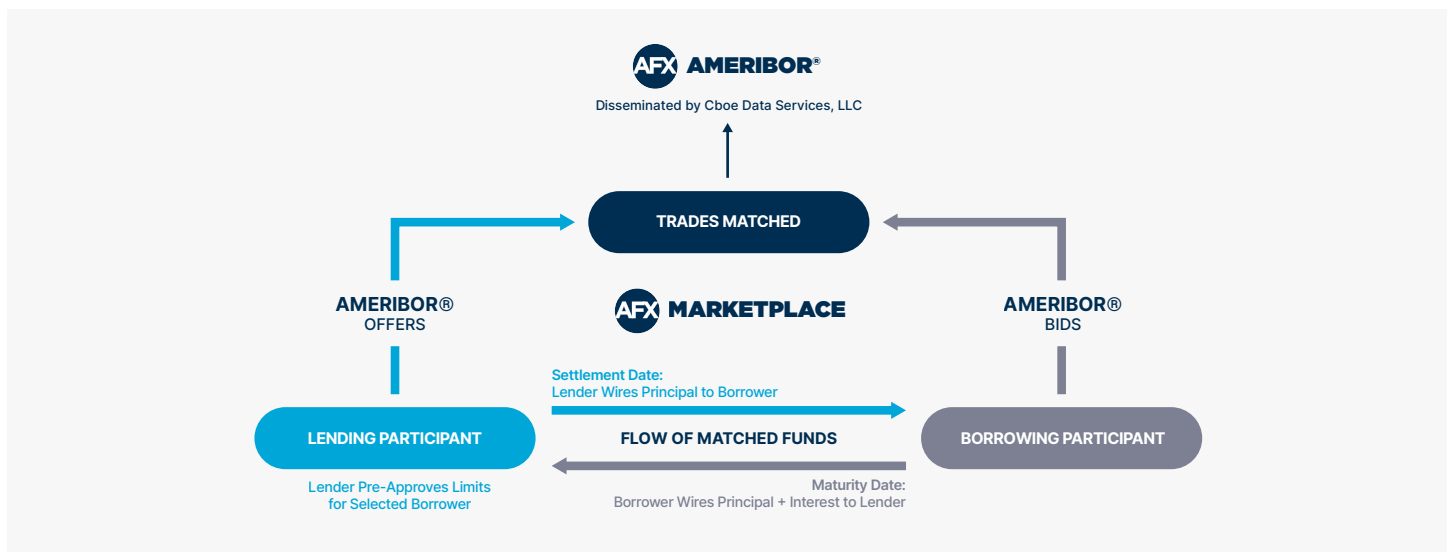 AFX AMERIBOR®
Disseminated by Cboe Data Services, LLC
TRADES MATCHED
AMERIBOR®
OFFERS
AFX MARKETPLACE
AMERIBOR®
BIDS
Settlement Date:
Lender Wires Principal to Borrower
LENDING PARTICIPANT
FLOW OF MATCHED FUNDS
BORROWING PARTICIPANT
Lender Pre-Approves Limits
for Selected Borrower
Maturity Date:
Borrower Wires Principal + Interest to Lender